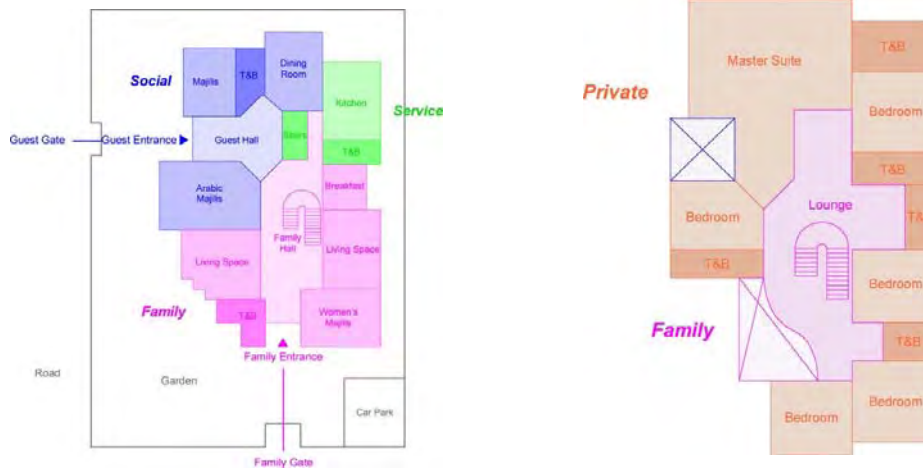 Social
Majlis
T&B
Dining
Room
Kitchen
Service
Guest Gate
Guest Entrance
Guest Hall
Stairs
T&B
Arabic
Majlis
Breakfast
Family
Hall
Living Space
Living Space
Family
T&B
Women's
Majlis
Family Entrance
Road
Garden
Car Park
Family Gate
Master Suite
T&B
Private
Bedroom
T&B
Lounge
Bedroom
T&B
Bedroom
Family
T&B
Bedroom
Bedroom